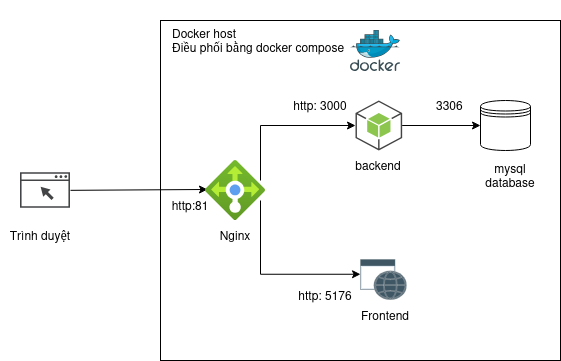 Docker host
Điều phối bằng docker compose
docker
http: 3000
3306
backend
mysql
database
http:81
Trình duyệt
Nginx
http: 5176
Frontend